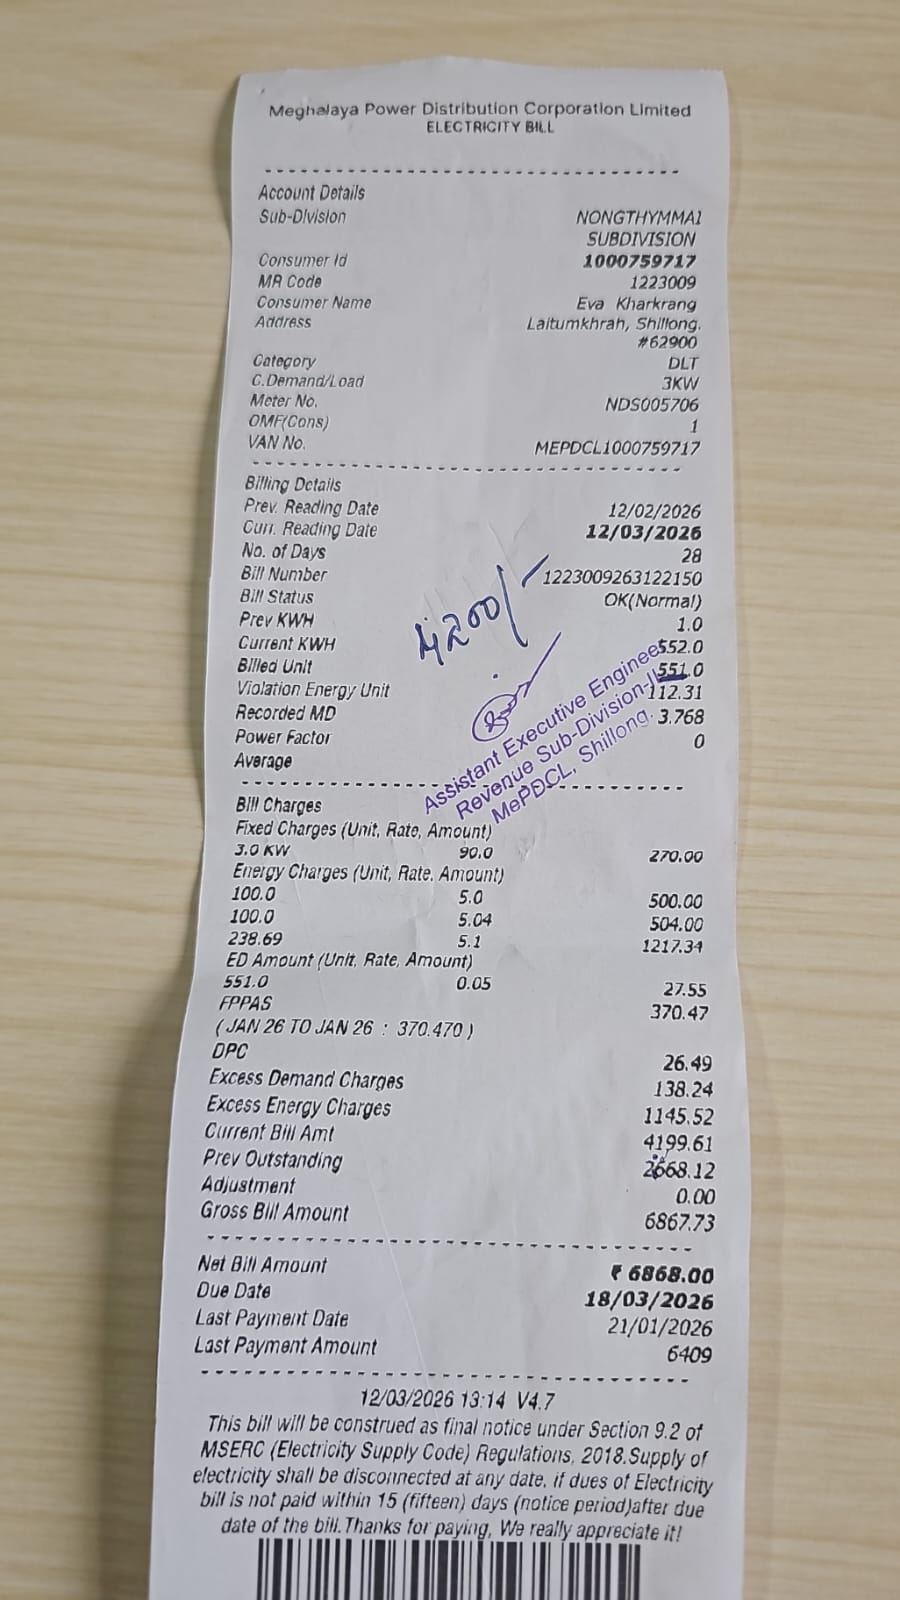 Meghalaya Power Distribution Corporation Limited
ELECTRICITY BILL
Account Details
Sub-Division NONGTHYMMAI
SUBDIVISION
Consumer Id 1000759717
MR Code 1223009
Consumer Name Eva Kharkrang
Address Laitumkhrah, Shillong.
#62900
Category DLT
C.Demand/Load 3KW
Meter No. NDS005706
OMF(Cons) 1
VAN No. MEPDCL1000759717
Billing Details
Prev. Reading Date 12/02/2026
Curr. Reading Date 12/03/2026
No. of Days 28
Bill Number 1223009263122150
Bill Status OK(Normal)
Prev KWH 1.0
Current KWH 552.0
Billed Unit 551.0
Violation Energy Unit 112.31
Recorded MD 3.768
Power Factor 0
Average
4200/-
Assistant Executive Engineer
Revenue Sub-Division-II
MePDCL, Shillong.
Bill Charges
Fixed Charges (Unit, Rate, Amount)
3.0 KW 90.0 270.00
Energy Charges (Unit, Rate, Amount)
100.0 5.0 500.00
100.0 5.04 504.00
238.69 5.1 1217.34
ED Amount (Unit, Rate, Amount)
551.0 0.05 27.55
FPPAS 370.47
( JAN 26 TO JAN 26 : 370.470 )
DPC 26.49
Excess Demand Charges 138.24
Excess Energy Charges 1145.52
Current Bill Amt 4199.61
Prev Outstanding 2668.12
Adjustment 0.00
Gross Bill Amount 6867.73
Net Bill Amount ₹ 6868.00
Due Date 18/03/2026
Last Payment Date 21/01/2026
Last Payment Amount 6409
12/03/2026 13:14 V4.7
This bill will be construed as final notice under Section 9.2 of
MSERC (Electricity Supply Code) Regulations, 2018.Supply of
electricity shall be disconnected at any date, if dues of Electricity
bill is not paid within 15 (fifteen) days (notice period)after due
date of the bill.Thanks for paying, We really appreciate it!